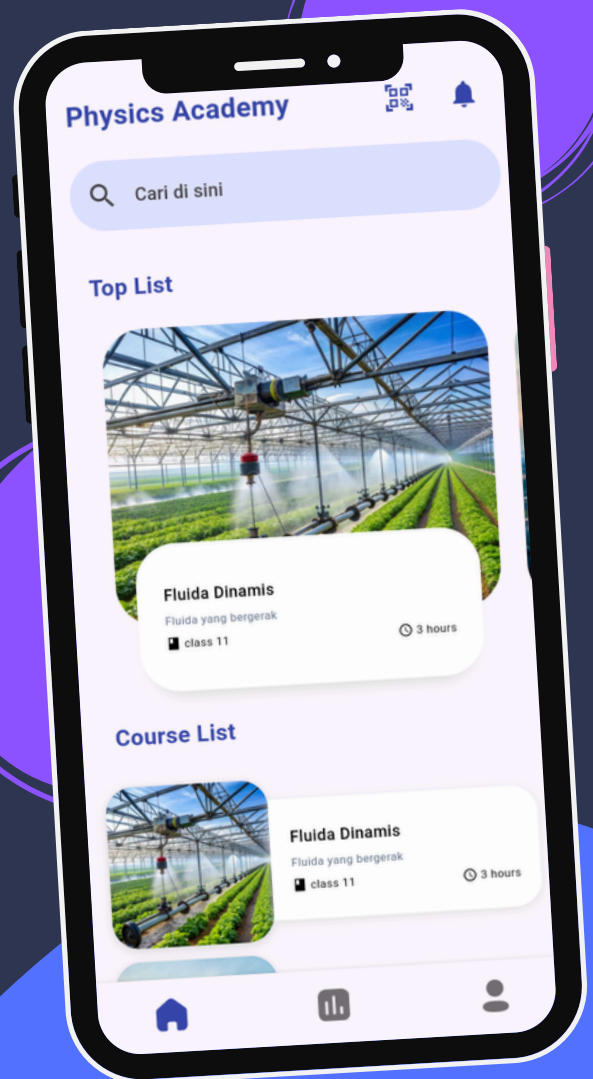 Physics Academy
Cari di sini
Top List
Fluida Dinamis
Fluida yang bergerak
class 11
3 hours
Course List
Fluida Dinamis
Fluida yang bergerak
class 11
3 hours